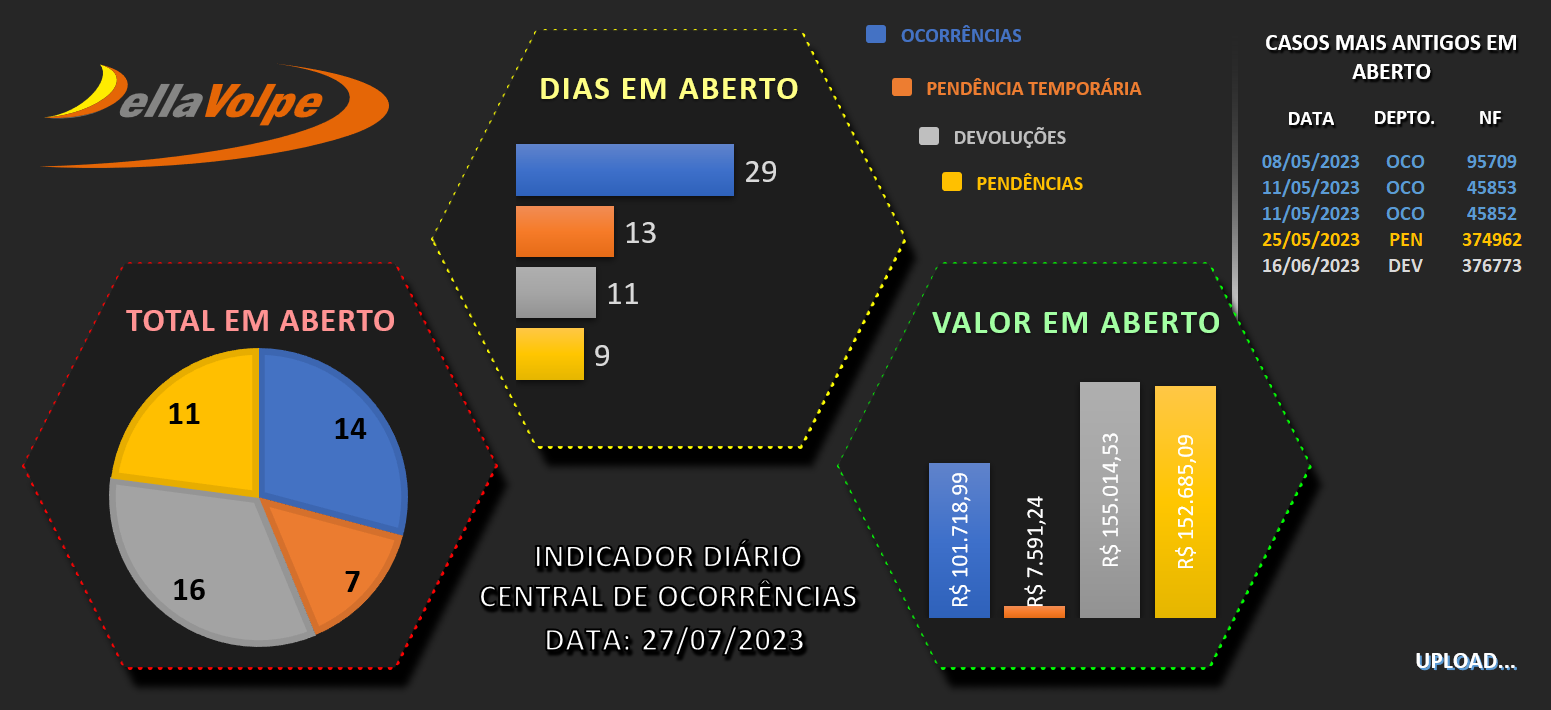 DellaVolpe
DIAS EM ABERTO
29
13
11
9
OCORRÊNCIAS
PENDÊNCIA TEMPORÁRIA
DEVOLUÇÕES
PENDÊNCIAS
CASOS MAIS ANTIGOS EM
ABERTO
DATA DEPTO. NF
08/05/2023 OCO 95709
11/05/2023 OCO 45853
11/05/2023 OCO 45852
25/05/2023 PEN 374962
16/06/2023 DEV 376773
TOTAL EM ABERTO
11
14
16
7
VALOR EM ABERTO
R$ 101.718,99
R$ 7.591,24
R$ 155.014,53
R$ 152.685,09
INDICADOR DIÁRIO
CENTRAL DE OCORRÊNCIAS
DATA: 27/07/2023
UPLOAD...